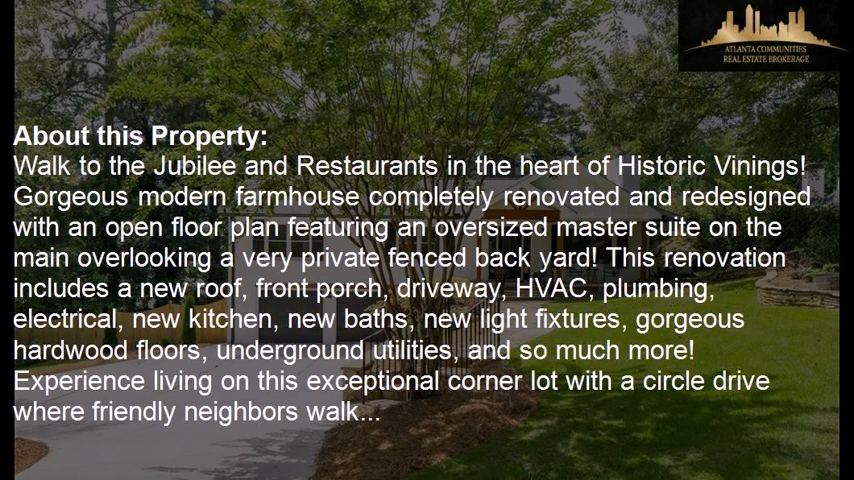 ATLANTA COMMUNITIES
REAL ESTATE BROKERAGE
About this Property:
Walk to the Jubilee and Restaurants in the heart of Historic Vinings!
Gorgeous modern farmhouse completely renovated and redesigned
with an open floor plan featuring an oversized master suite on the
main overlooking a very private fenced back yard! This renovation
includes a new roof, front porch, driveway, HVAC, plumbing,
electrical, new kitchen, new baths, new light fixtures, gorgeous
hardwood floors, underground utilities, and so much more!
Experience living on this exceptional corner lot with a circle drive
where friendly neighbors walk...